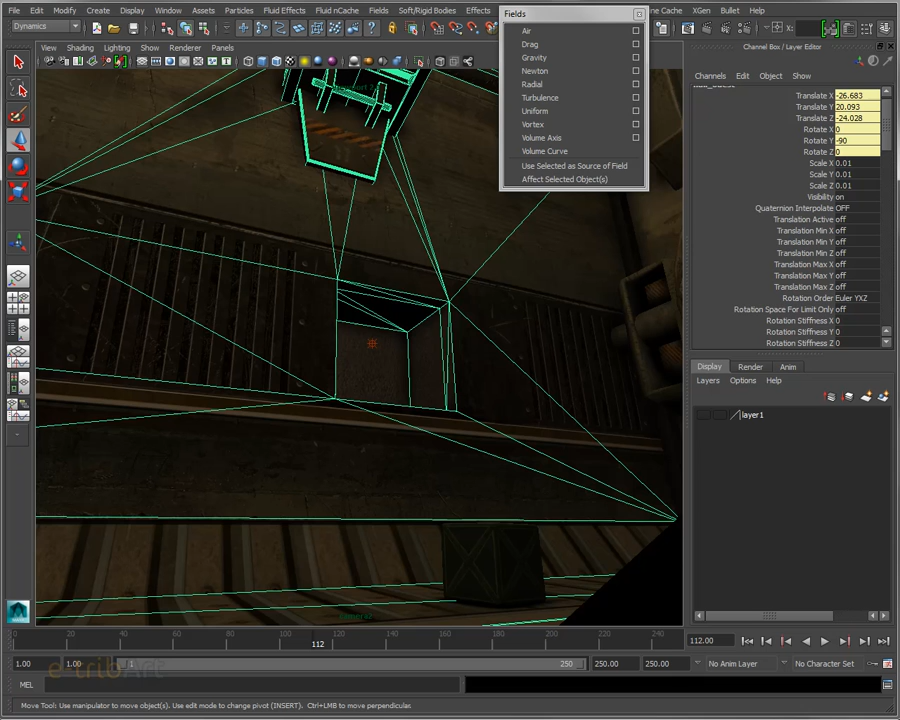 File Edit Modify Create Display Window Assets Particles Fluid Effects Fluid nCache Fields Soft/Rigid Bodies Effects
ne Cache XGen Bullet Help
Dynamics
Fields
Air
Drag
Gravity
Newton
Radial
Turbulence
Uniform
Vortex
Volume Axis
Volume Curve
Use Selected as Source of Field
Affect Selected Object(s)
View Shading Lighting Show Renderer Panels
Channel Box / Layer Editor
Channels Edit Object Show
Translate X -26.683
Translate Y 20.093
Translate Z -24.028
Rotate X 0
Rotate Y -90
Rotate Z 0
Scale X 0.01
Scale Y 0.01
Scale Z 0.01
Visibility on
Quaternion Interpolate OFF
Translation Active off
Translation Min X off
Translation Min Y off
Translation Min Z off
Translation Max X off
Translation Max Y off
Translation Max Z off
Rotation Order Euler YXZ
Rotation Space For Limit Only off
Rotation Stiffness X 0
Rotation Stiffness Y 0
Rotation Stiffness Z 0
Display Render Anim
Layers Options Help
layer1
0 20 40 60 80 100 120 140 160 180 200 220 240
112
112.00
1.00 1.00 1 250 250.00 250.00 No Anim Layer No Character Set
e-tribArt
MEL
Move Tool: Use manipulator to move object(s). Use edit mode to change pivot (INSERT). Ctrl+LMB to move perpendicular.